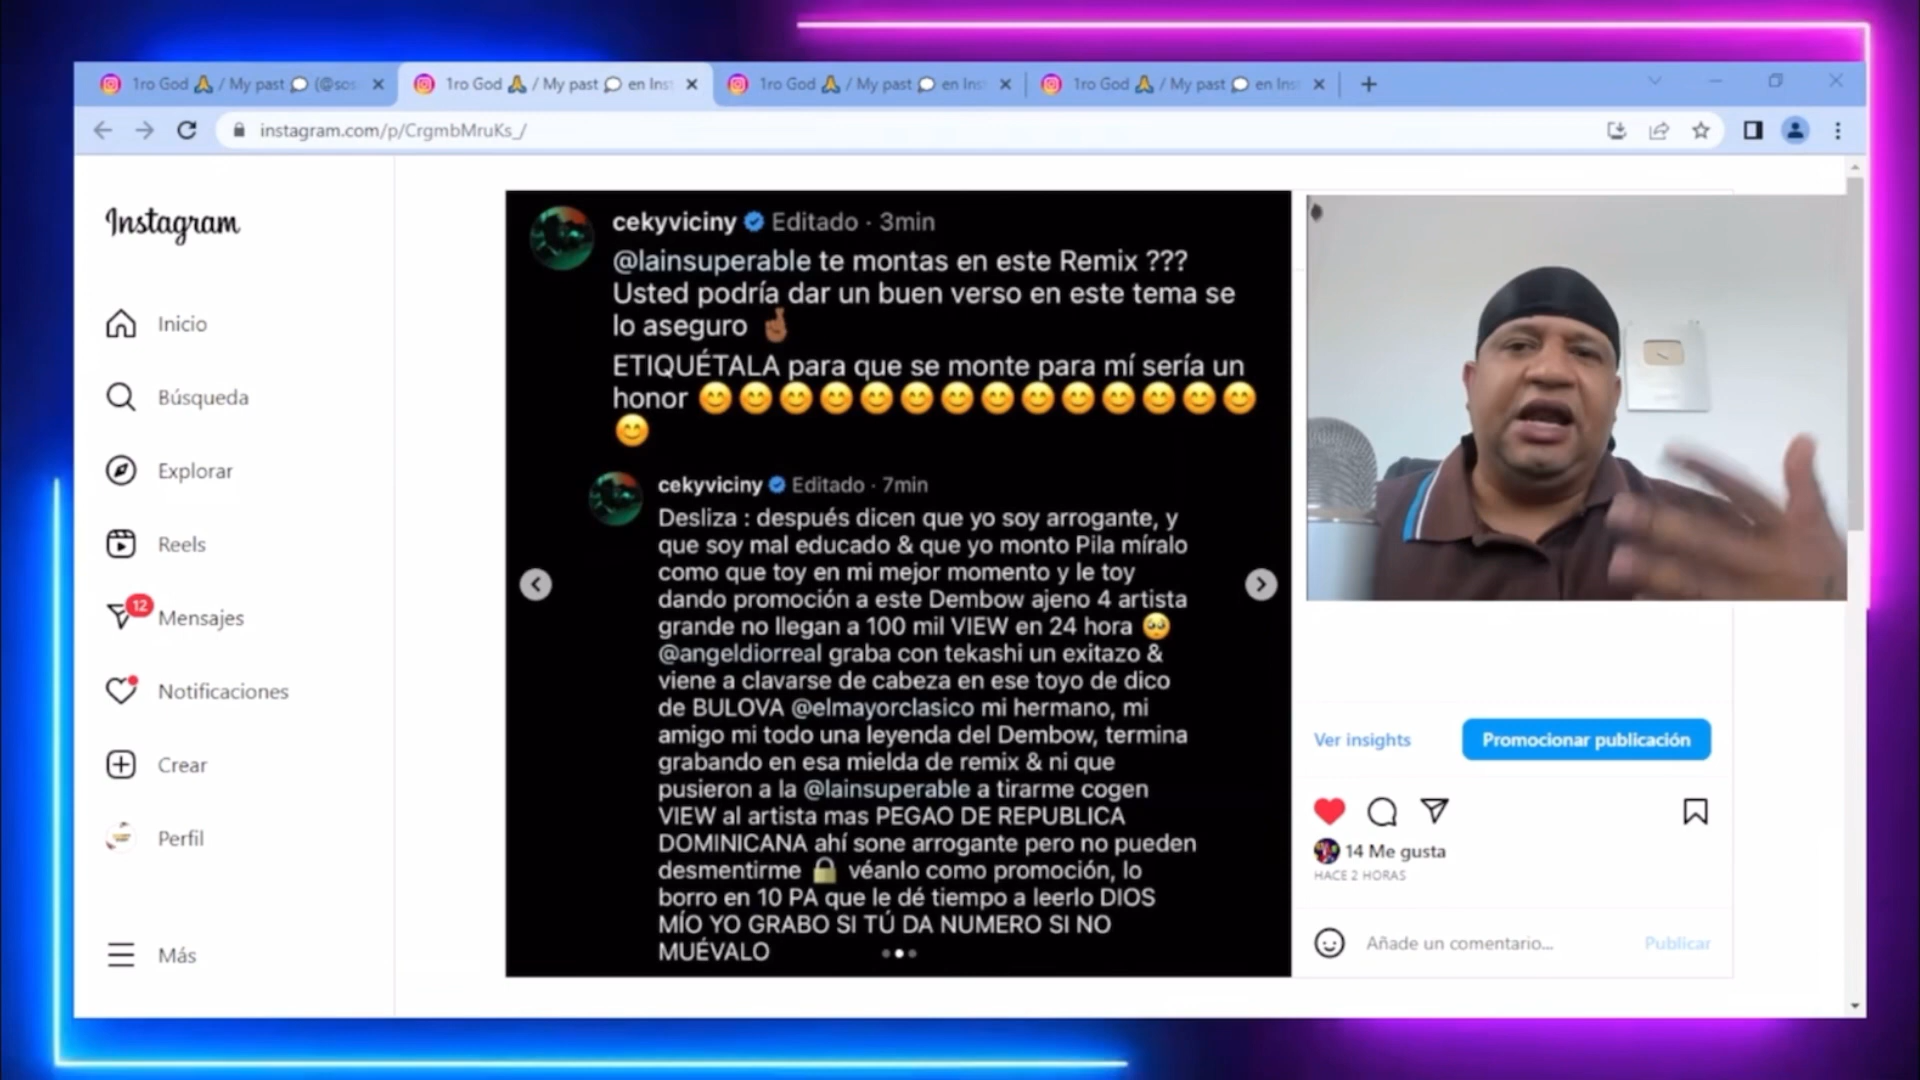 1ro God 🙏 / My past 💬 (@sos
1ro God 🙏 / My past 💬 en Ins
1ro God 🙏 / My past 💬 en Ins
1ro God 🙏 / My past 💬 en Ins
instagram.com/p/CrgmbMruKs_/
Instagram
Inicio
Búsqueda
Explorar
Reels
12
Mensajes
Notificaciones
Crear
Perfil
Más
cekyviciny Editado · 3min
@lainsuperable te montas en este Remix ???
Usted podría dar un buen verso en este tema se
lo aseguro 🤞🏾
ETIQUÉTALA para que se monte para mí sería un
honor 😊😊😊😊😊😊😊😊😊😊😊😊😊😊
😊
cekyviciny Editado · 7min
Desliza : después dicen que yo soy arrogante, y
que soy mal educado & que yo monto Pila míralo
como que toy en mi mejor momento y le toy
dando promoción a este Dembow ajeno 4 artista
grande no llegan a 100 mil VIEW en 24 hora 🥺
@angeldiorreal graba con tekashi un exitazo &
viene a clavarse de cabeza en ese toyo de dico
de BULOVA @elmayorclasico mi hermano, mi
amigo mi todo una leyenda del Dembow, termina
grabando en esa mielda de remix & ni que
pusieron a la @lainsuperable a tirarme cogen
VIEW al artista mas PEGAO DE REPUBLICA
DOMINICANA ahí sone arrogante pero no pueden
desmentirme 🔒 véanlo como promoción, lo
borro en 10 PA que le dé tiempo a leerlo DIOS
MÍO YO GRABO SI TÚ DA NUMERO SI NO
MUÉVALO
Ver insights
Promocionar publicación
14 Me gusta
HACE 2 HORAS
Añade un comentario...
Publicar